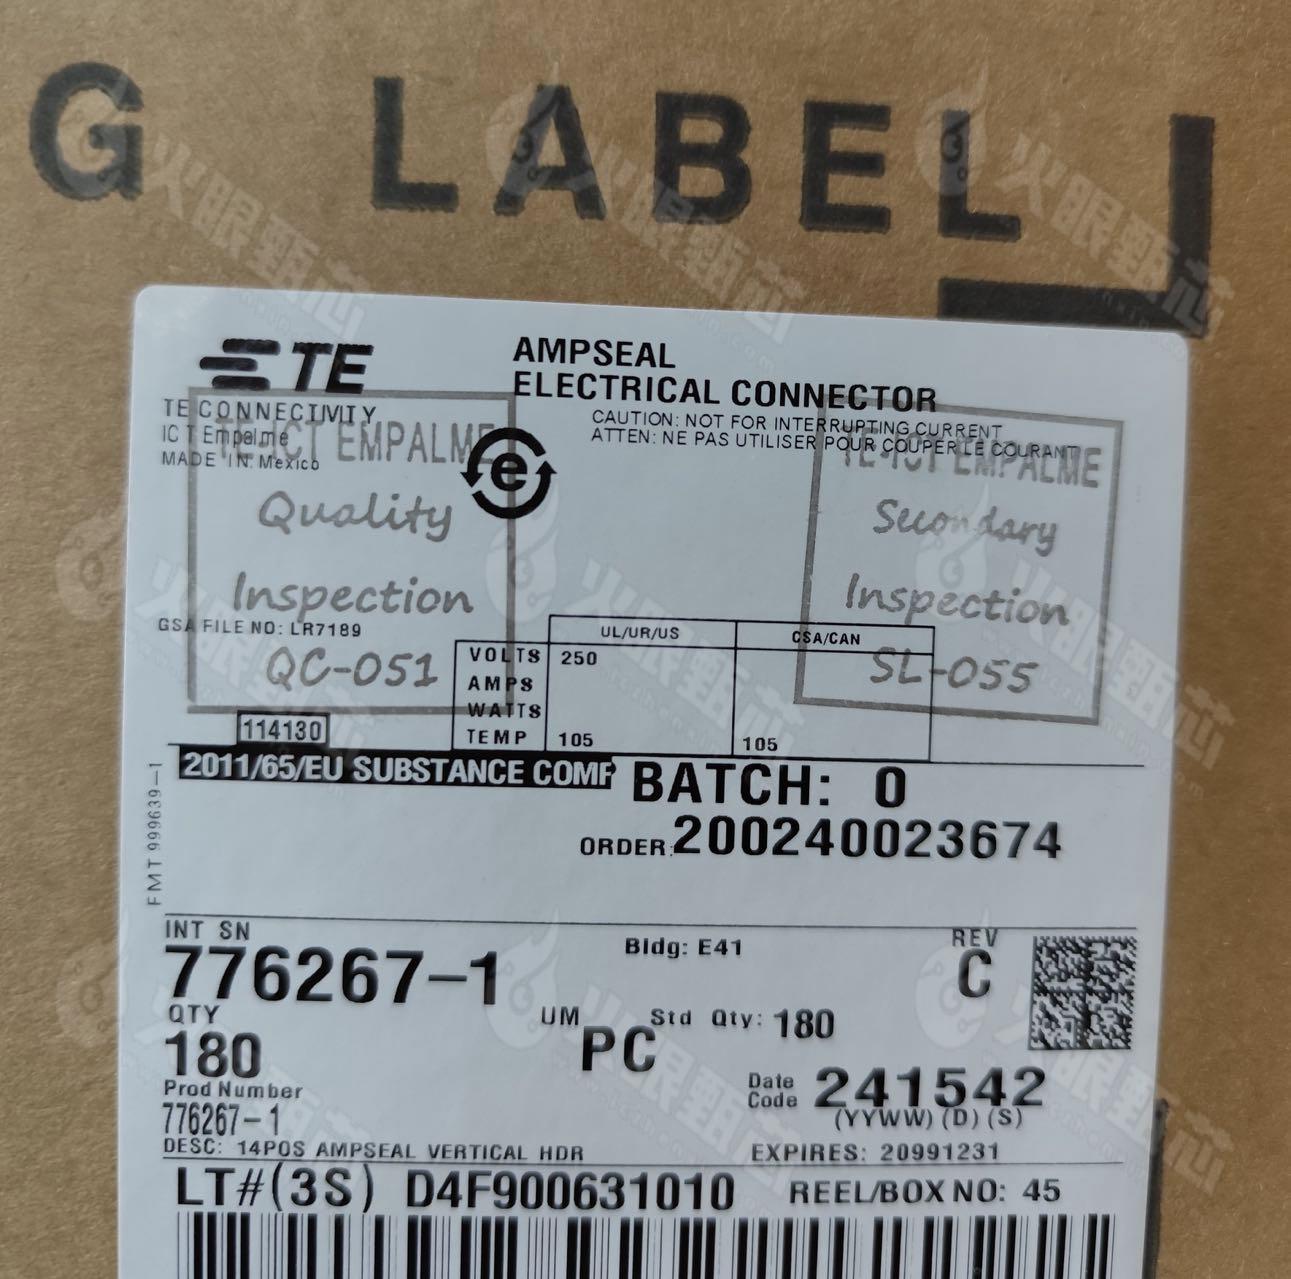 G LABEL
TE
AMPSEAL
ELECTRICAL CONNECTOR
CAUTION: NOT FOR INTERRUPTING CURRENT
ATTEN: NE PAS UTILISER POUR COUPER LE COURANT
TE CONNECTIVITY
ICT Empalme
MADE IN: Mexico
TE-ICT EMPALME
Quality
Inspection
QC-051
e
TE-ICT EMPALME
Secondary
Inspection
SL-055
GSA FILE NO: LR7189
UL/UR/US CSA/CAN
VOLTS 250
AMPS
WATTS
TEMP 105 105
114130
2011/65/EU SUBSTANCE COMP
BATCH: 0
ORDER: 200240023674
FMT 999639-1
INT SN
776267-1
Bldg: E41
REV
C
QTY
180
UM
PC
Std Qty: 180
Prod Number
776267-1
Date
Code 241542
(YYWW) (D) (S)
DESC: 14POS AMPSEAL VERTICAL HDR
EXPIRES: 20991231
LT#(3S) D4F900631010 REEL/BOX NO: 45
火眼甄芯